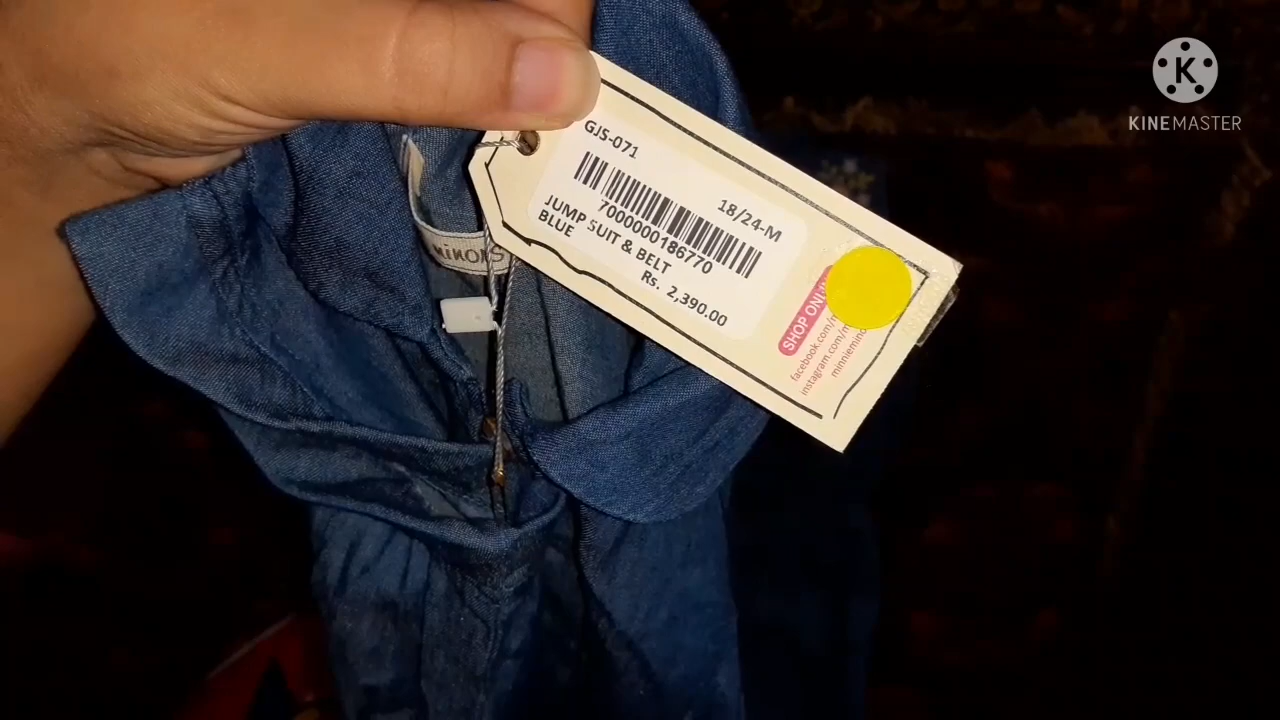 GJS-071
18/24-M
7000000186770
JUMP SUIT & BELT
BLUE
Rs. 2,390.00
SHOP
facebook.com/
instagram.com/
K
KINEMASTER